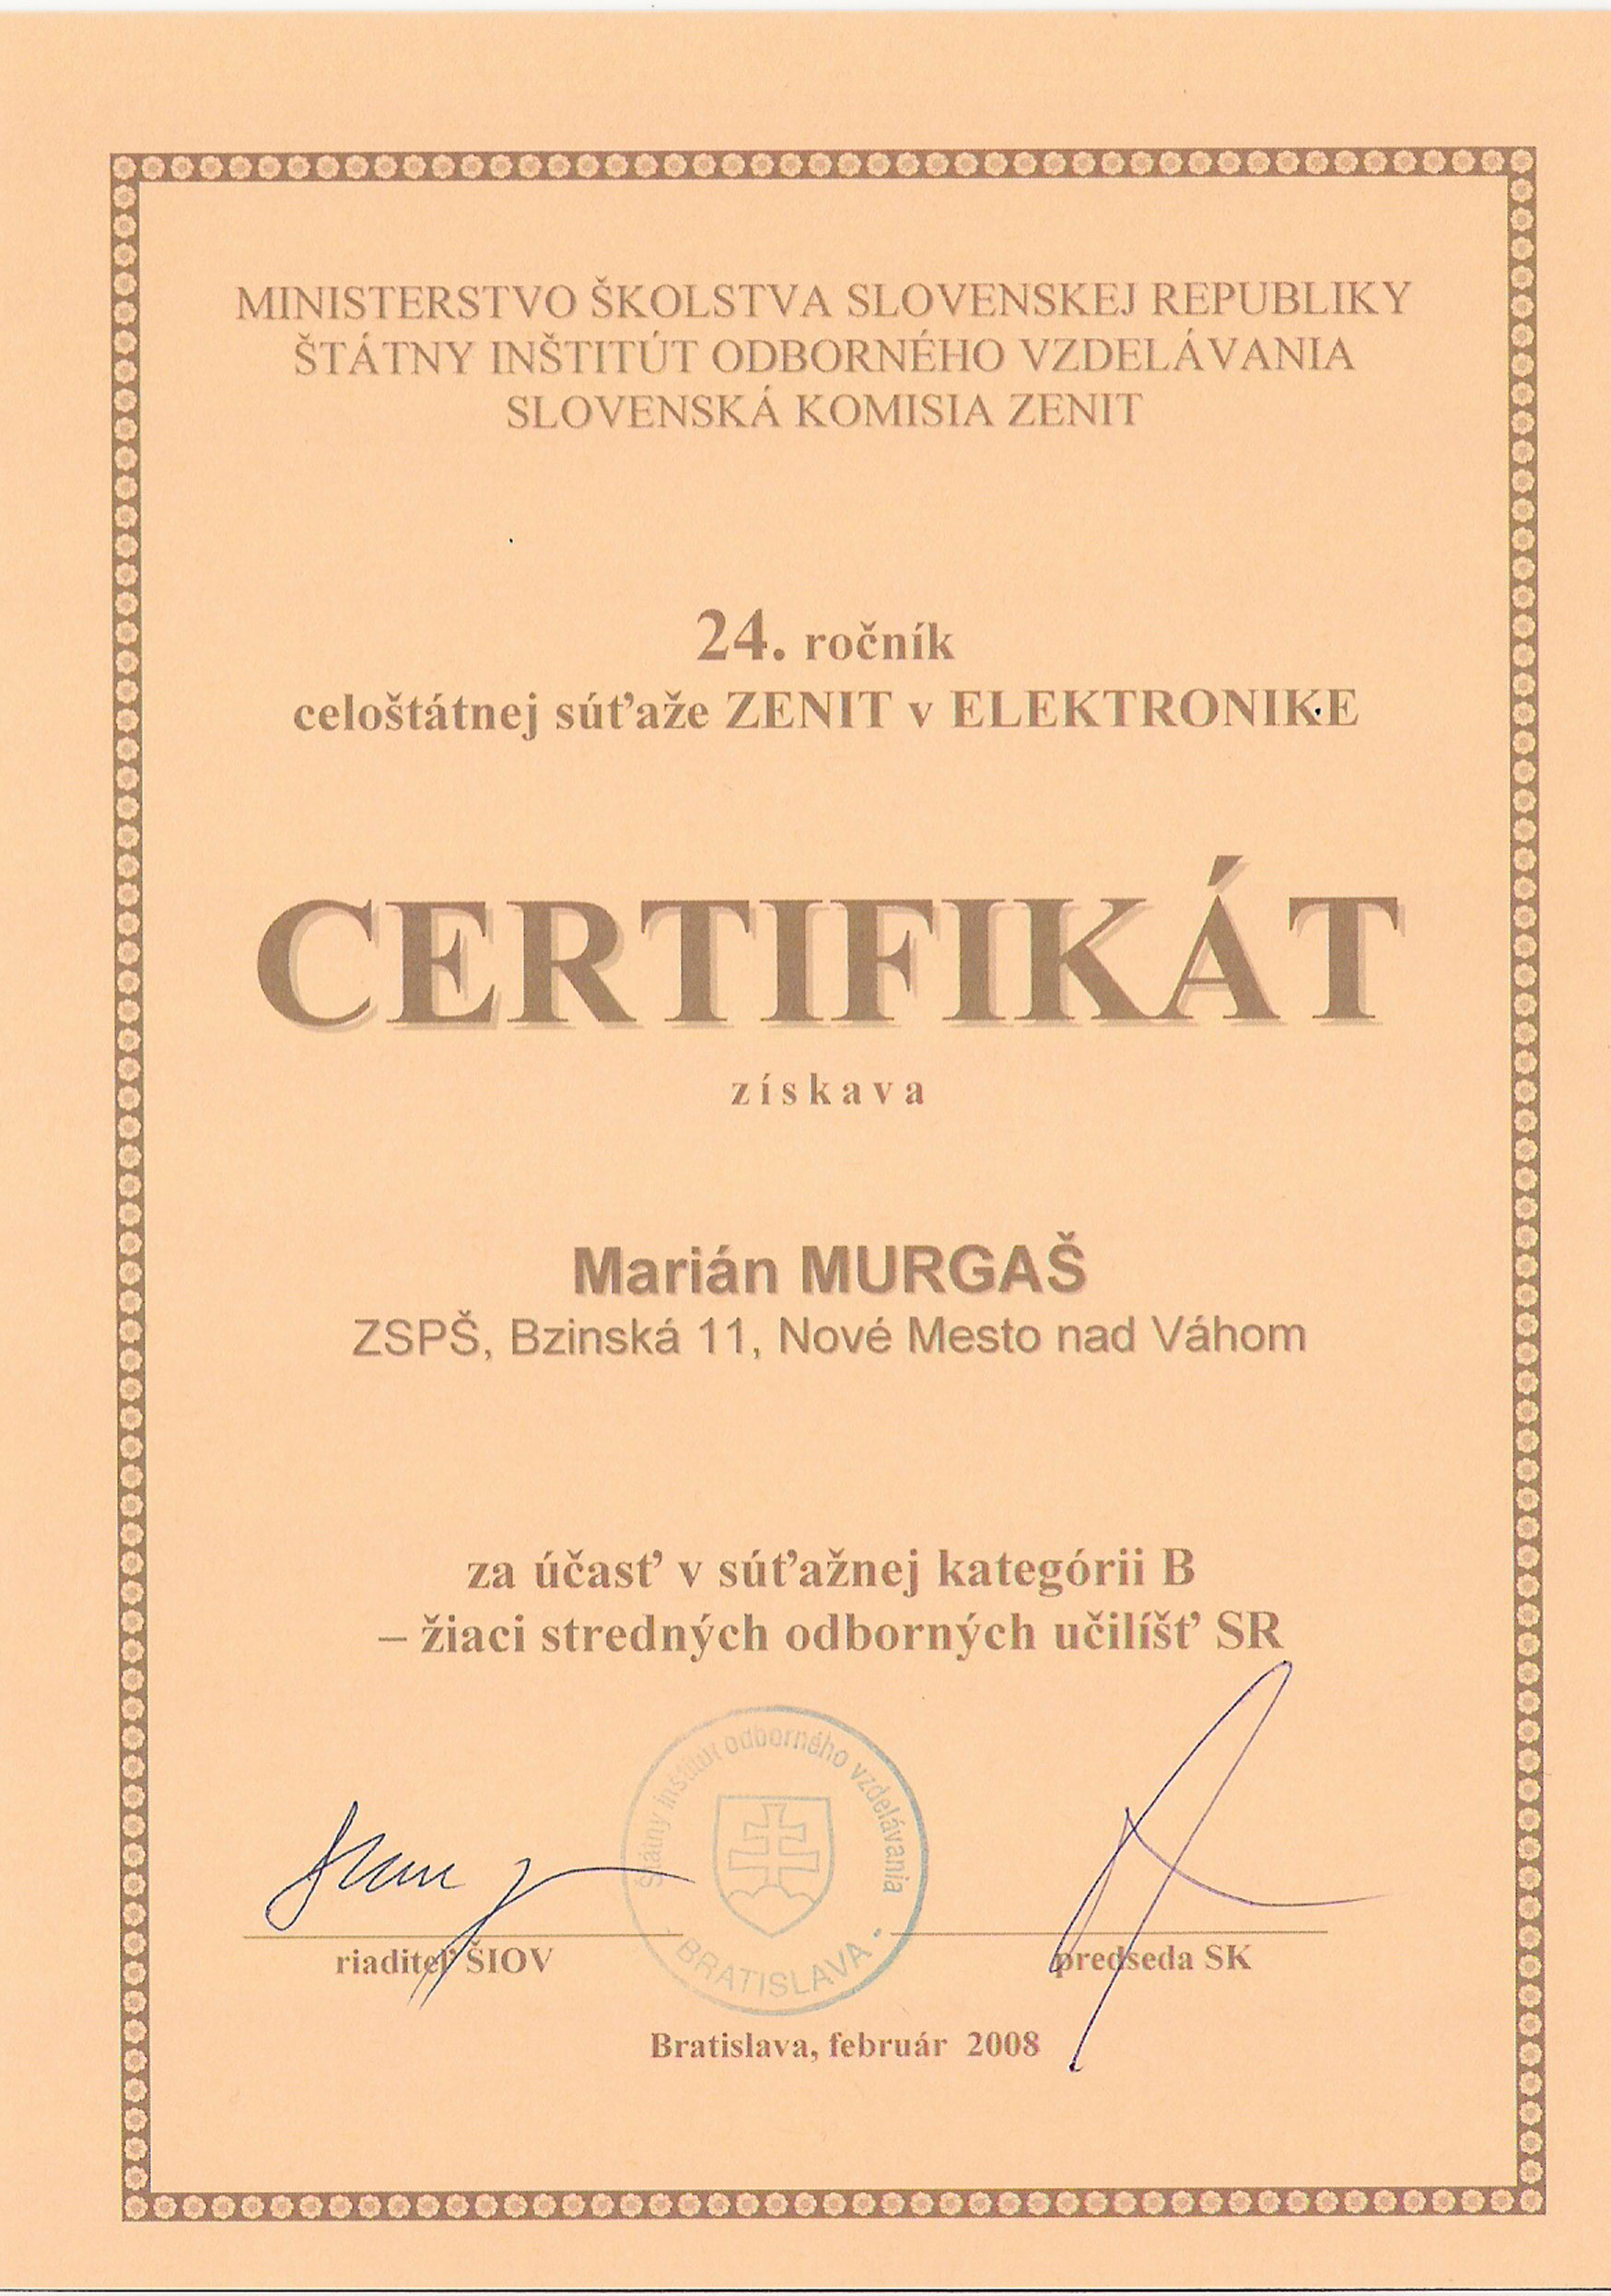 MINISTERSTVO ŠKOLSTVA SLOVENSKEJ REPUBLIKY
ŠTÁTNY INŠTITÚT ODBORNÉHO VZDELÁVANIA
SLOVENSKÁ KOMISIA ZENIT
24. ročník
celoštátnej súťaže ZENIT v ELEKTRONIKE
CERTIFIKÁT
získava
Marián MURGAŠ
ZSPŠ, Bzinská 11, Nové Mesto nad Váhom
za účasť v súťažnej kategórii B
– žiaci stredných odborných učilíšť SR
Štátny inštitút odborného vzdelávania
• BRATISLAVA •
riaditeľ ŠIOV
predseda SK
Bratislava, február 2008